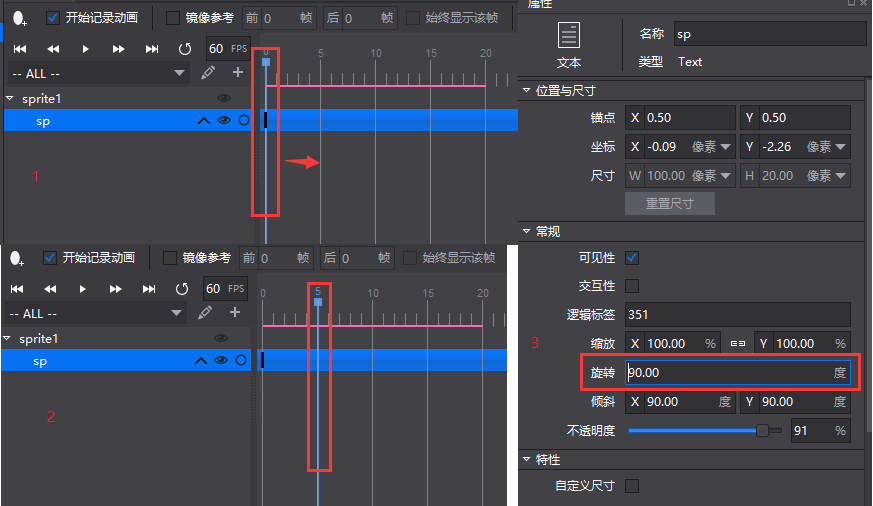 开始记录动画 镜像参考 前 0 帧 后 0 帧 始终显示该帧
60 FPS
0 5 10 15 20
-- ALL --
sprite1
sp
1
开始记录动画 镜像参考 前 0 帧 后 0 帧 始终显示该帧
60 FPS
0 5 10 15 20
-- ALL --
sprite1
sp
2
属性
文本
名称 sp
类型 Text
位置与尺寸
锚点 X 0.50 Y 0.50
坐标 X -0.09 像素 Y -2.26 像素
尺寸 W 100.00 像素 H 20.00 像素
重置尺寸
常规
可见性
交互性
逻辑标签 351
3
缩放 X 100.00 % Y 100.00 %
旋转 90.00 度
倾斜 X 90.00 度 Y 90.00 度
不透明度 91 %
特性
自定义尺寸